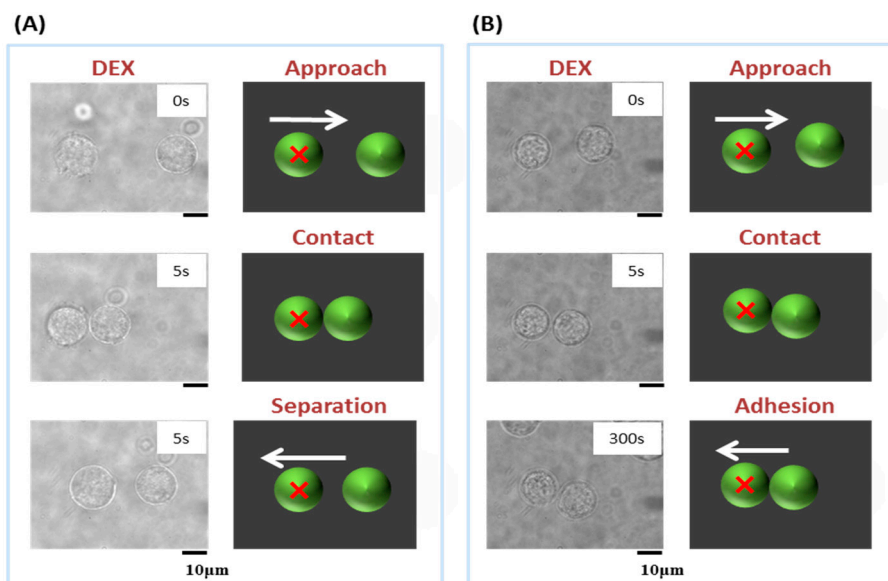 (A)
DEX Approach
0s
Contact
5s
Separation
5s
10μm
(B)
DEX Approach
0s
Contact
5s
Adhesion
300s
10μm